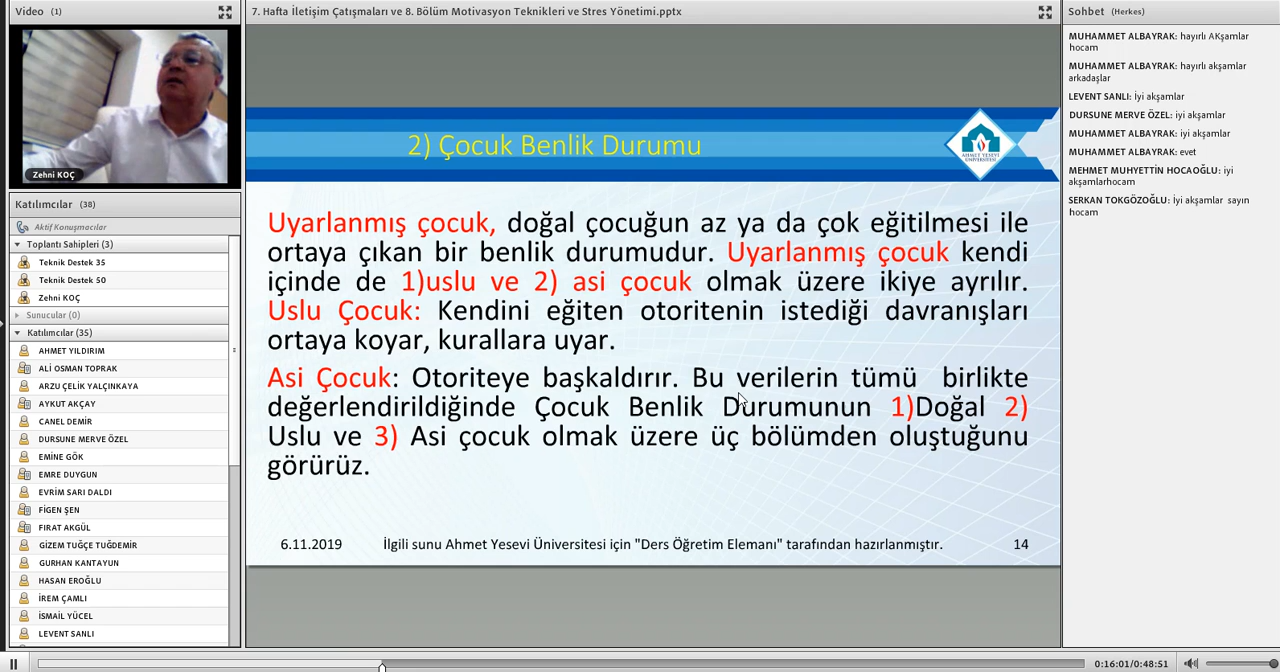 Video (1)
Zehni KOÇ
Katılımcılar (38)
Aktif Konuşmacılar
Toplantı Sahipleri (3)
Teknik Destek 35
Teknik Destek 50
Zehni KOÇ
Sunucular (0)
Katılımcılar (35)
AHMET YILDIRIM
ALİ OSMAN TOPRAK
ARZU ÇELİK YALÇINKAYA
AYKUT AKÇAY
CANEL DEMİR
DURSUNE MERVE ÖZEL
EMİNE GÖK
EMRE DUYGUN
EVRİM SARI DALDI
FİGEN ŞEN
FIRAT AKGÜL
GİZEM TUĞÇE TUĞDEMİR
GURHAN KANTAYUN
HASAN EROĞLU
İREM ÇAMLI
İSMAİL YÜCEL
LEVENT SANLI
7. Hafta İletişim Çatışmaları ve 8. Bölüm Motivasyon Teknikleri ve Stres Yönetimi.pptx
2) Çocuk Benlik Durumu
AHMET YESEVİ
ÜNİVERSİTESİ
Uyarlanmış çocuk, doğal çocuğun az ya da çok eğitilmesi ile
ortaya çıkan bir benlik durumudur. Uyarlanmış çocuk kendi
içinde de 1)uslu ve 2) asi çocuk olmak üzere ikiye ayrılır.
Uslu Çocuk: Kendini eğiten otoritenin istediği davranışları
ortaya koyar, kurallara uyar.
Asi Çocuk: Otoriteye başkaldırır. Bu verilerin tümü birlikte
değerlendirildiğinde Çocuk Benlik Durumunun 1)Doğal 2)
Uslu ve 3) Asi çocuk olmak üzere üç bölümden oluştuğunu
görürüz.
6.11.2019
İlgili sunu Ahmet Yesevi Üniversitesi için "Ders Öğretim Elemanı" tarafından hazırlanmıştır.
14
Sohbet (Herkes)
MUHAMMET ALBAYRAK: hayırlı AKşamlar
hocam
MUHAMMET ALBAYRAK: hayırlı akşamlar
arkadaşlar
LEVENT SANLI: İyi akşamlar
DURSUNE MERVE ÖZEL: iyi akşamlar
MUHAMMET ALBAYRAK: iyi akşamlar
MUHAMMET ALBAYRAK: evet
MEHMET MUHYETTİN HOCAOĞLU: iyi
akşamlarhocam
SERKAN TOKGÖZOĞLU: İyi akşamlar sayın
hocam
0:16:01/0:48:51